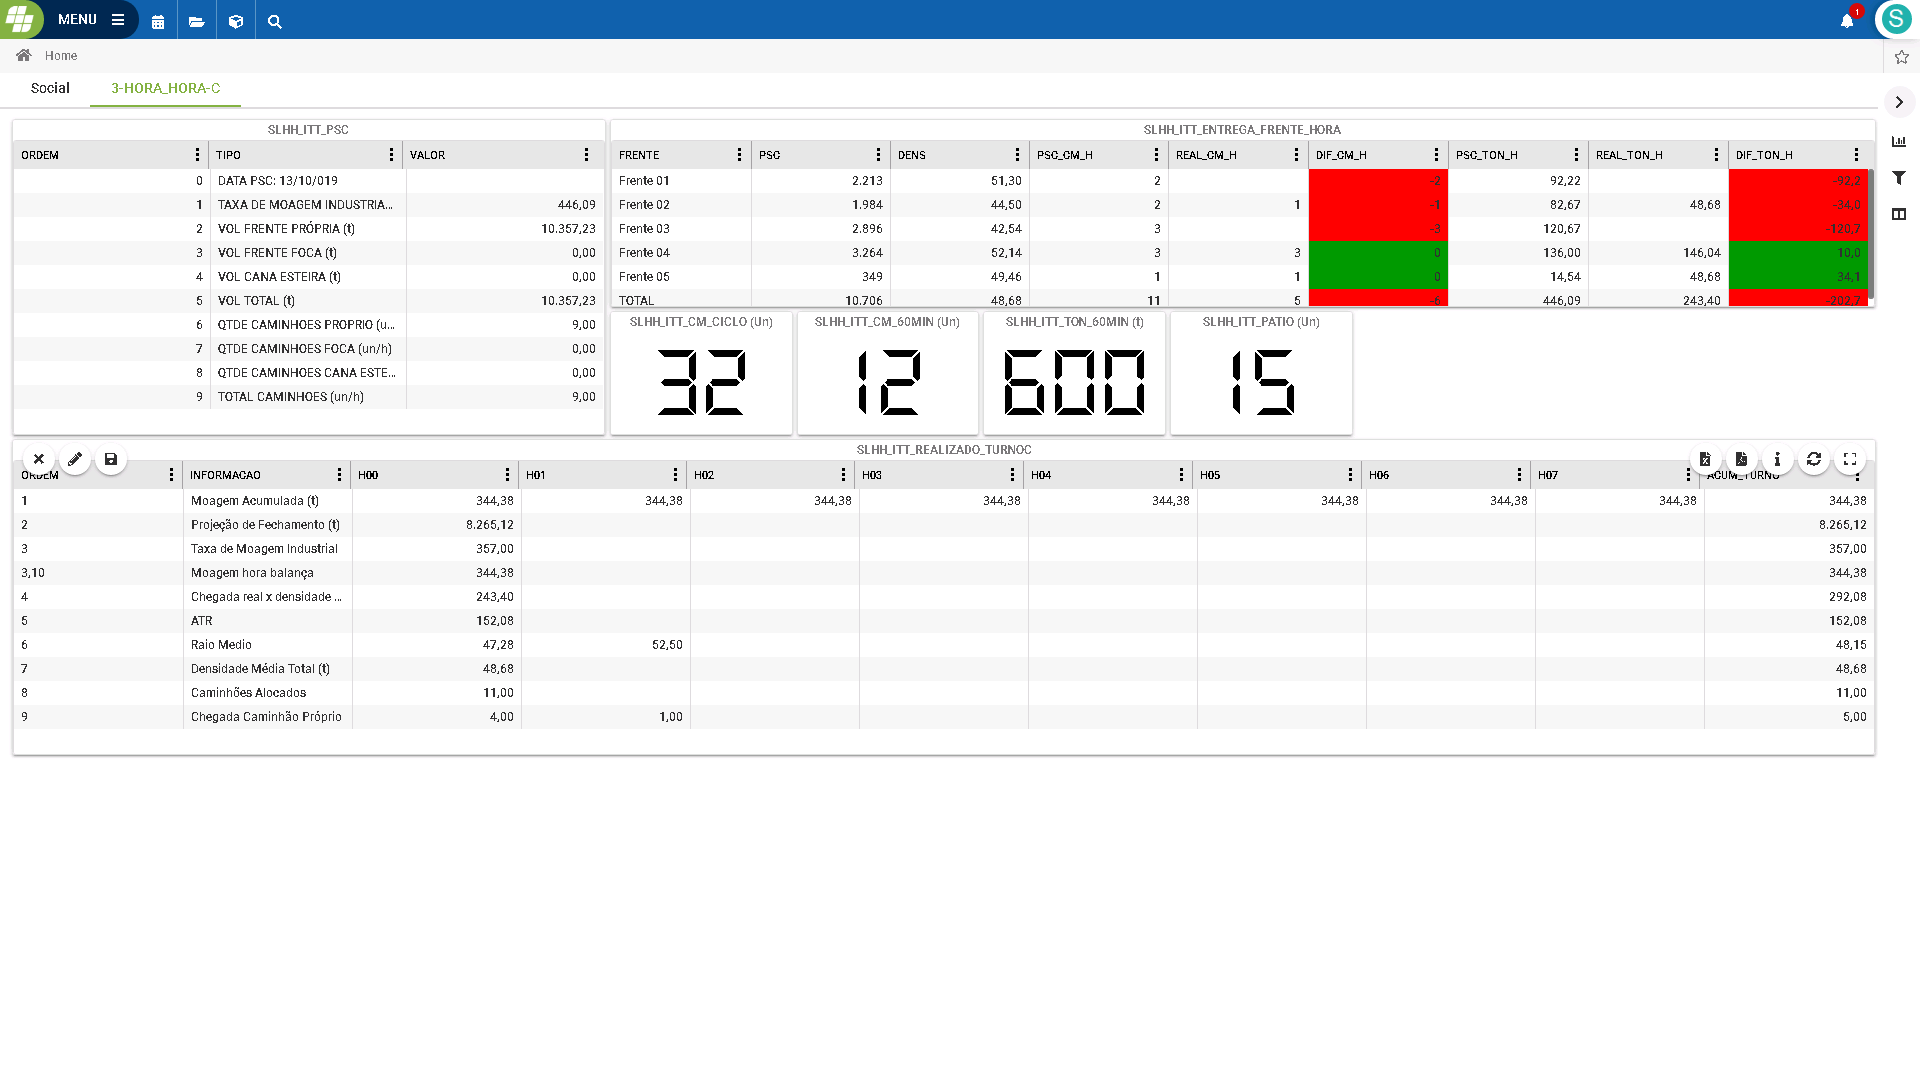 MENU
1
S
Home
Social
3-HORA_HORA-C
SLHH_ITT_PSC
ORDEM TIPO VALOR
0 DATA PSC: 13/10/019
1 TAXA DE MOAGEM INDUSTRIA... 446,09
2 VOL FRENTE PRÓPRIA (t) 10.357,23
3 VOL FRENTE FOCA (t) 0,00
4 VOL CANA ESTEIRA (t) 0,00
5 VOL TOTAL (t) 10.357,23
6 QTDE CAMINHOES PROPRIO (u... 9,00
7 QTDE CAMINHOES FOCA (un/h) 0,00
8 QTDE CAMINHOES CANA ESTE... 0,00
9 TOTAL CAMINHOES (un/h) 9,00
SLHH_ITT_ENTREGA_FRENTE_HORA
FRENTE PSC DENS PSC_CM_H REAL_CM_H DIF_CM_H PSC_TON_H REAL_TON_H DIF_TON_H
Frente 01 2.213 51,30 2 -2 92,22 -92,2
Frente 02 1.984 44,50 2 1 -1 82,67 48,68 -34,0
Frente 03 2.896 42,54 3 -3 120,67 -120,7
Frente 04 3.264 52,14 3 3 0 136,00 146,04 10,0
Frente 05 349 49,46 1 1 0 14,54 48,68 34,1
TOTAL 10.706 48,68 11 5 -6 446,09 243,40 -202,7
SLHH_ITT_CM_CICLO (Un)
32
SLHH_ITT_CM_60MIN (Un)
12
SLHH_ITT_TON_60MIN (t)
600
SLHH_ITT_PATIO (Un)
15
SLHH_ITT_REALIZADO_TURNOC
ORDEM INFORMACAO H00 H01 H02 H03 H04 H05 H06 H07 ACUM_TURNO
1 Moagem Acumulada (t) 344,38 344,38 344,38 344,38 344,38 344,38 344,38 344,38 344,38
2 Projeção de Fechamento (t) 8.265,12 8.265,12
3 Taxa de Moagem Industrial 357,00 357,00
3,10 Moagem hora balança 344,38 344,38
4 Chegada real x densidade ... 243,40 292,08
5 ATR 152,08 152,08
6 Raio Medio 47,28 52,50 48,15
7 Densidade Média Total (t) 48,68 48,68
8 Caminhões Alocados 11,00 11,00
9 Chegada Caminhão Próprio 4,00 1,00 5,00